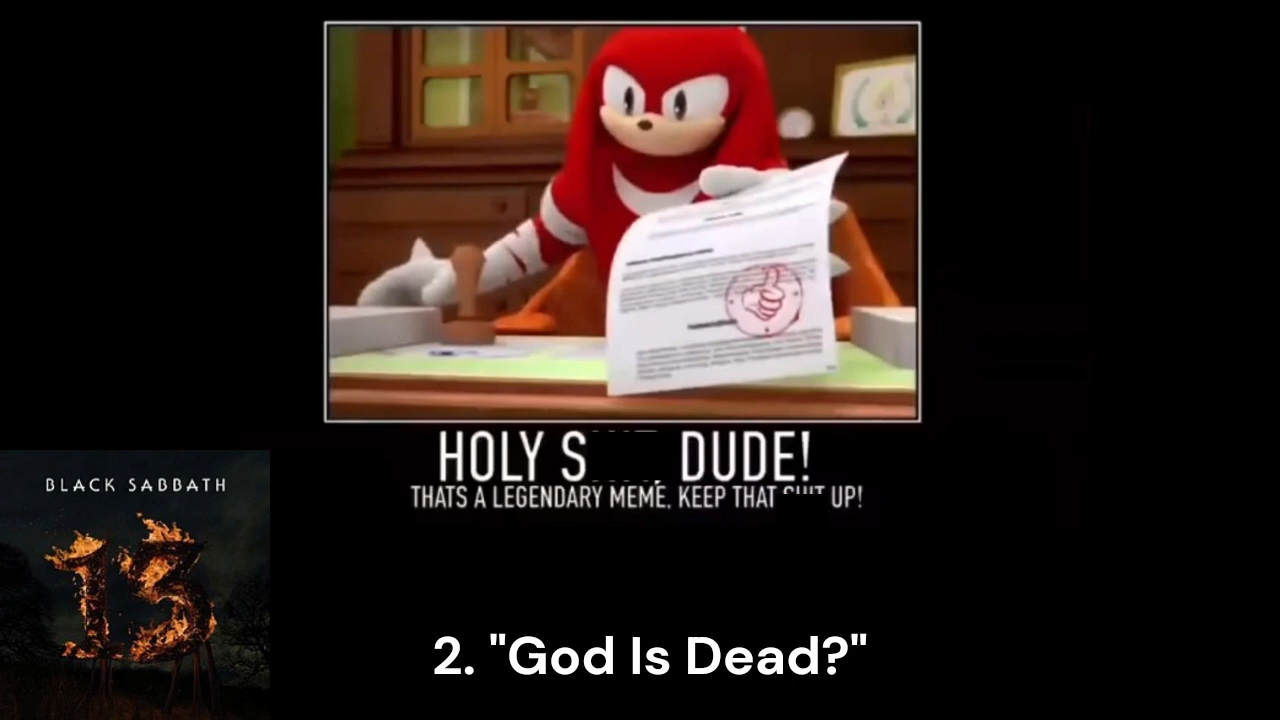 HOLY S DUDE!
THATS A LEGENDARY MEME, KEEP THAT UP!
BLACK SABBATH
13
2. "God Is Dead?"